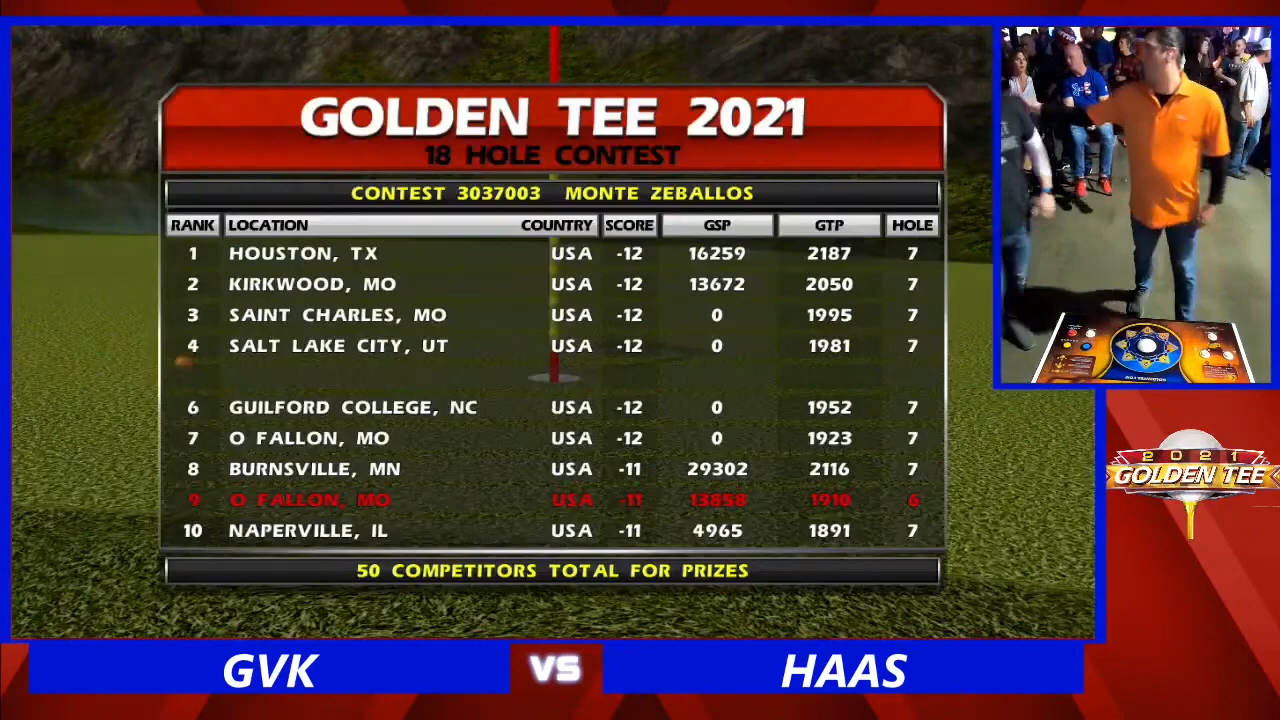 GOLDEN TEE 2021
18 HOLE CONTEST
CONTEST 3037003 MONTE ZEBALLOS
RANK LOCATION COUNTRY SCORE GSP GTP HOLE
1 HOUSTON, TX USA -12 16259 2187 7
2 KIRKWOOD, MO USA -12 13672 2050 7
3 SAINT CHARLES, MO USA -12 0 1995 7
4 SALT LAKE CITY, UT USA -12 0 1981 7
6 GUILFORD COLLEGE, NC USA -12 0 1952 7
7 O FALLON, MO USA -12 0 1923 7
8 BURNSVILLE, MN USA -11 29302 2116 7
9 O FALLON, MO USA -11 13858 1910 6
10 NAPERVILLE, IL USA -11 4965 1891 7
50 COMPETITORS TOTAL FOR PRIZES
2021
GOLDEN TEE
GVK VS HAAS